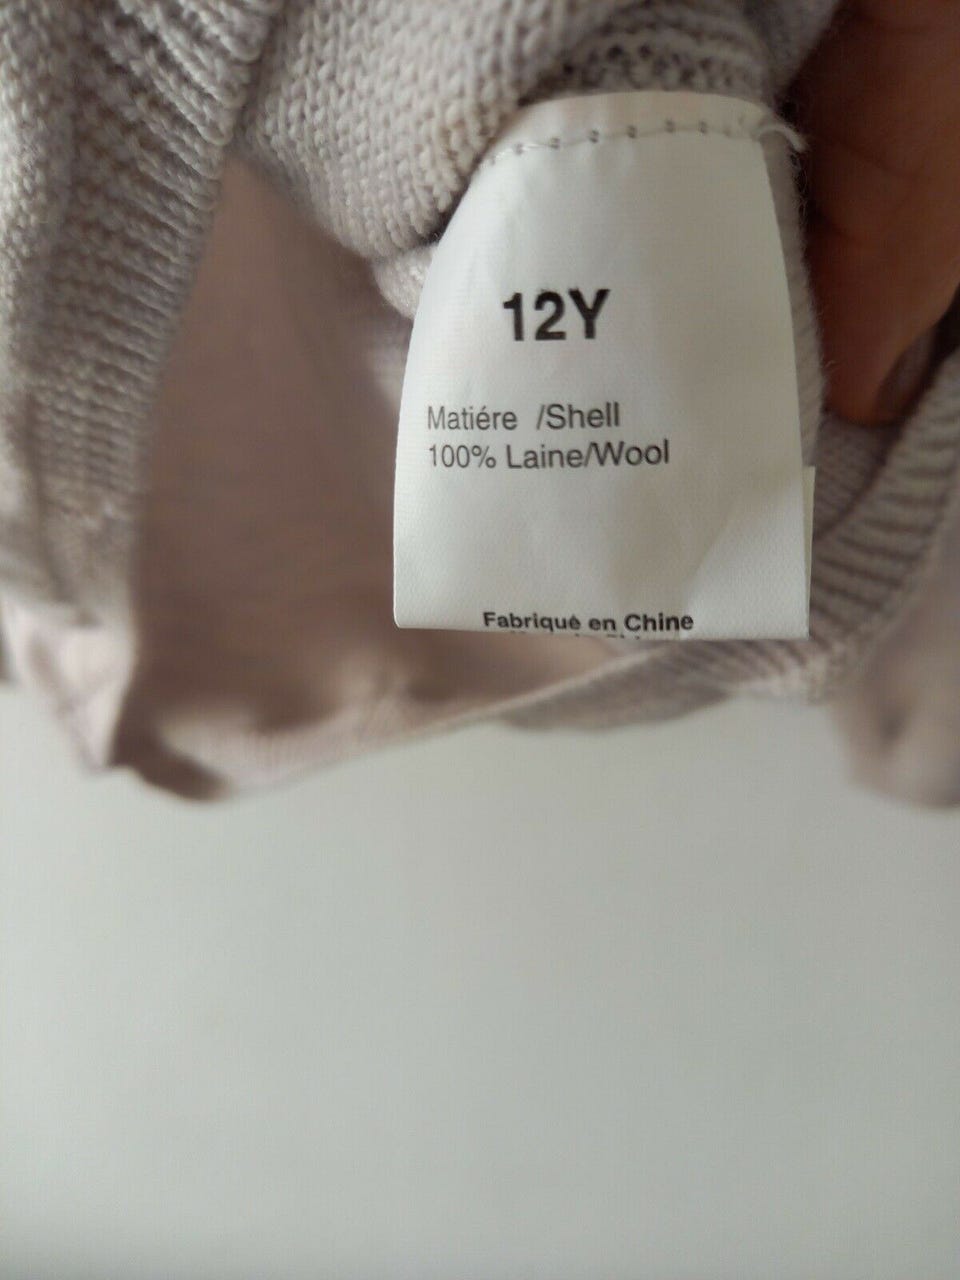 12Y
Matiére /Shell
100% Laine/Wool
Fabriqué en Chine